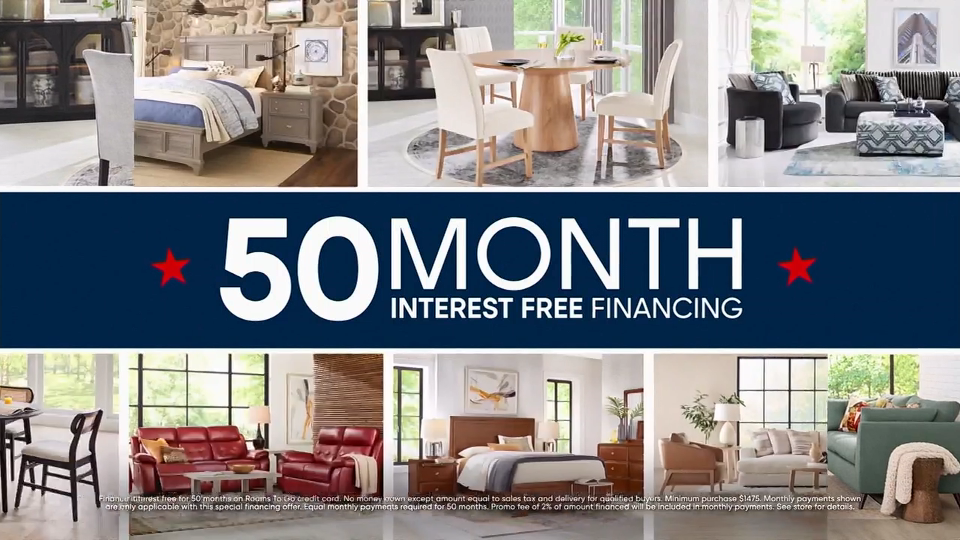 50 MONTH
INTEREST FREE FINANCING
Finance interest free for 50 months on Rooms To Go credit card. No money down except amount equal to sales tax and delivery for qualified buyers. Minimum purchase $1475. Monthly payments shown
are only applicable with this special financing offer. Equal monthly payments required for 50 months. Promo fee of 2% of amount financed will be included in monthly payments. See store for details.